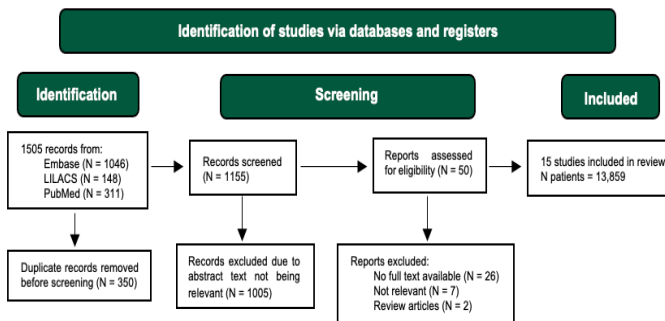 Identification of studies via databases and registers
Identification
Screening
Included
1505 records from:
Embase (N = 1046)
LILACS (N = 148)
PubMed (N = 311)
Records screened
(N = 1155)
Reports assessed
for eligibility (N = 50)
15 studies included in review
N patients = 13,859
Duplicate records removed
before screening (N = 350)
Records excluded due to
abstract text not being
relevant (N = 1005)
Reports excluded:
No full text available (N = 26)
Not relevant (N = 7)
Review articles (N = 2)